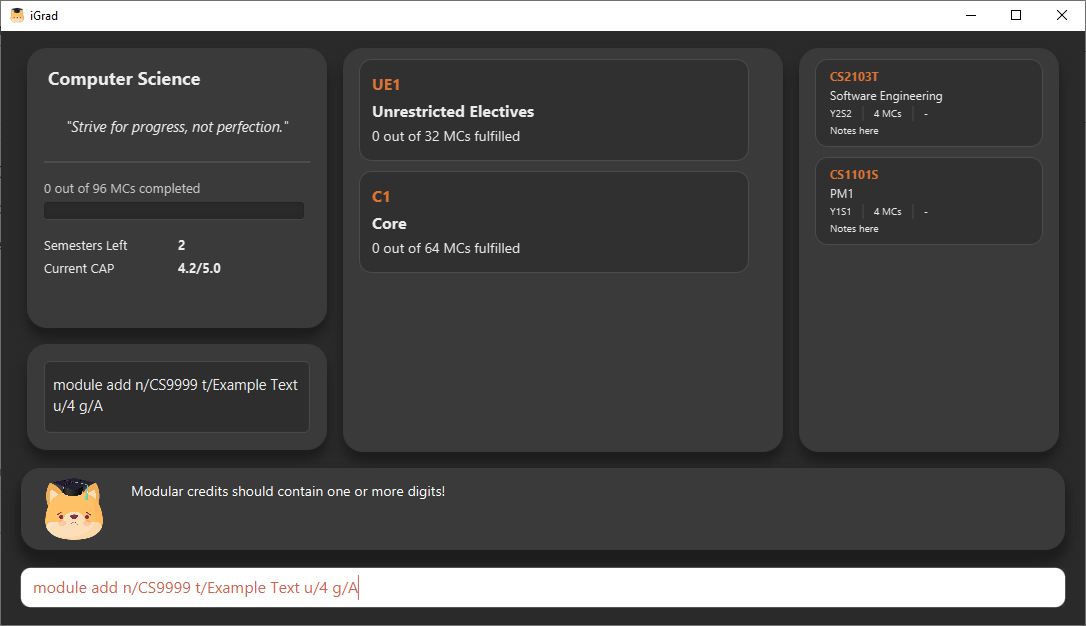 iGrad
Computer Science
"Strive for progress, not perfection."
0 out of 96 MCs completed
Semesters Left 2
Current CAP 4.2/5.0
module add n/CS9999 t/Example Text
u/4 g/A
UE1
Unrestricted Electives
0 out of 32 MCs fulfilled
C1
Core
0 out of 64 MCs fulfilled
CS2103T
Software Engineering
Y2S2 4 MCs -
Notes here
CS1101S
PM1
Y1S1 4 MCs -
Notes here
Modular credits should contain one or more digits!
module add n/CS9999 t/Example Text u/4 g/A